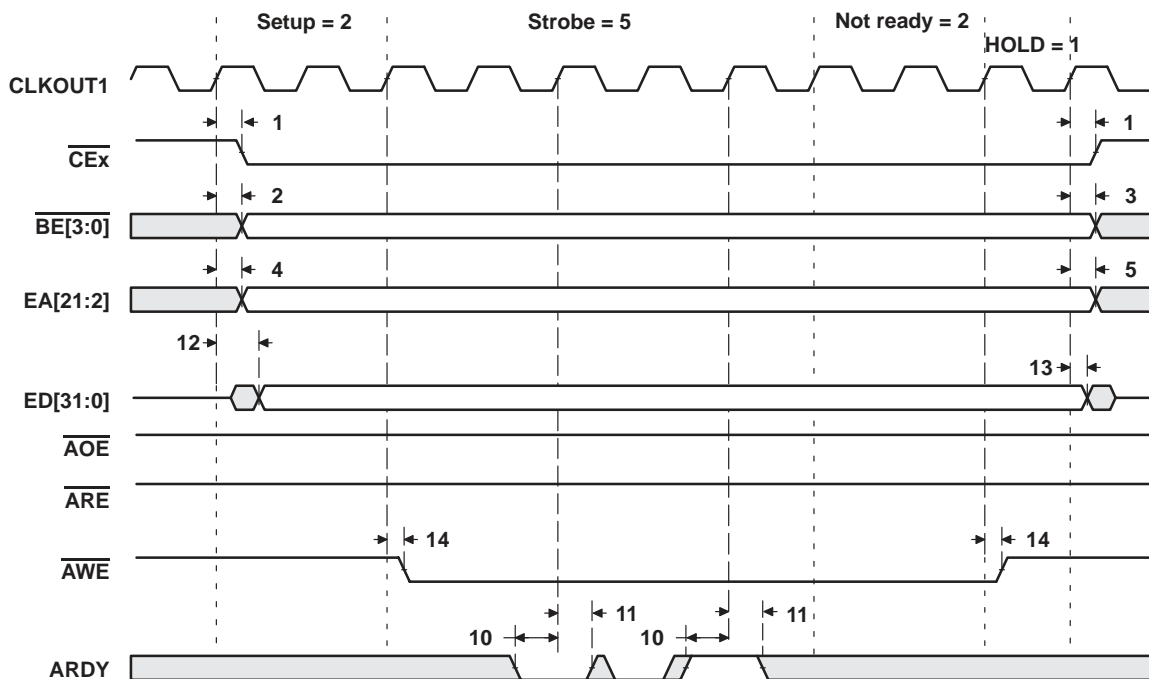 Setup = 2 Strobe = 5 Not ready = 2
HOLD = 1
CLKOUT1
1 1
CEx
2 3
BE[3:0]
4 5
EA[21:2]
12 13
ED[31:0]
AOE
ARE
14 14
AWE
10 11 10 11
ARDY